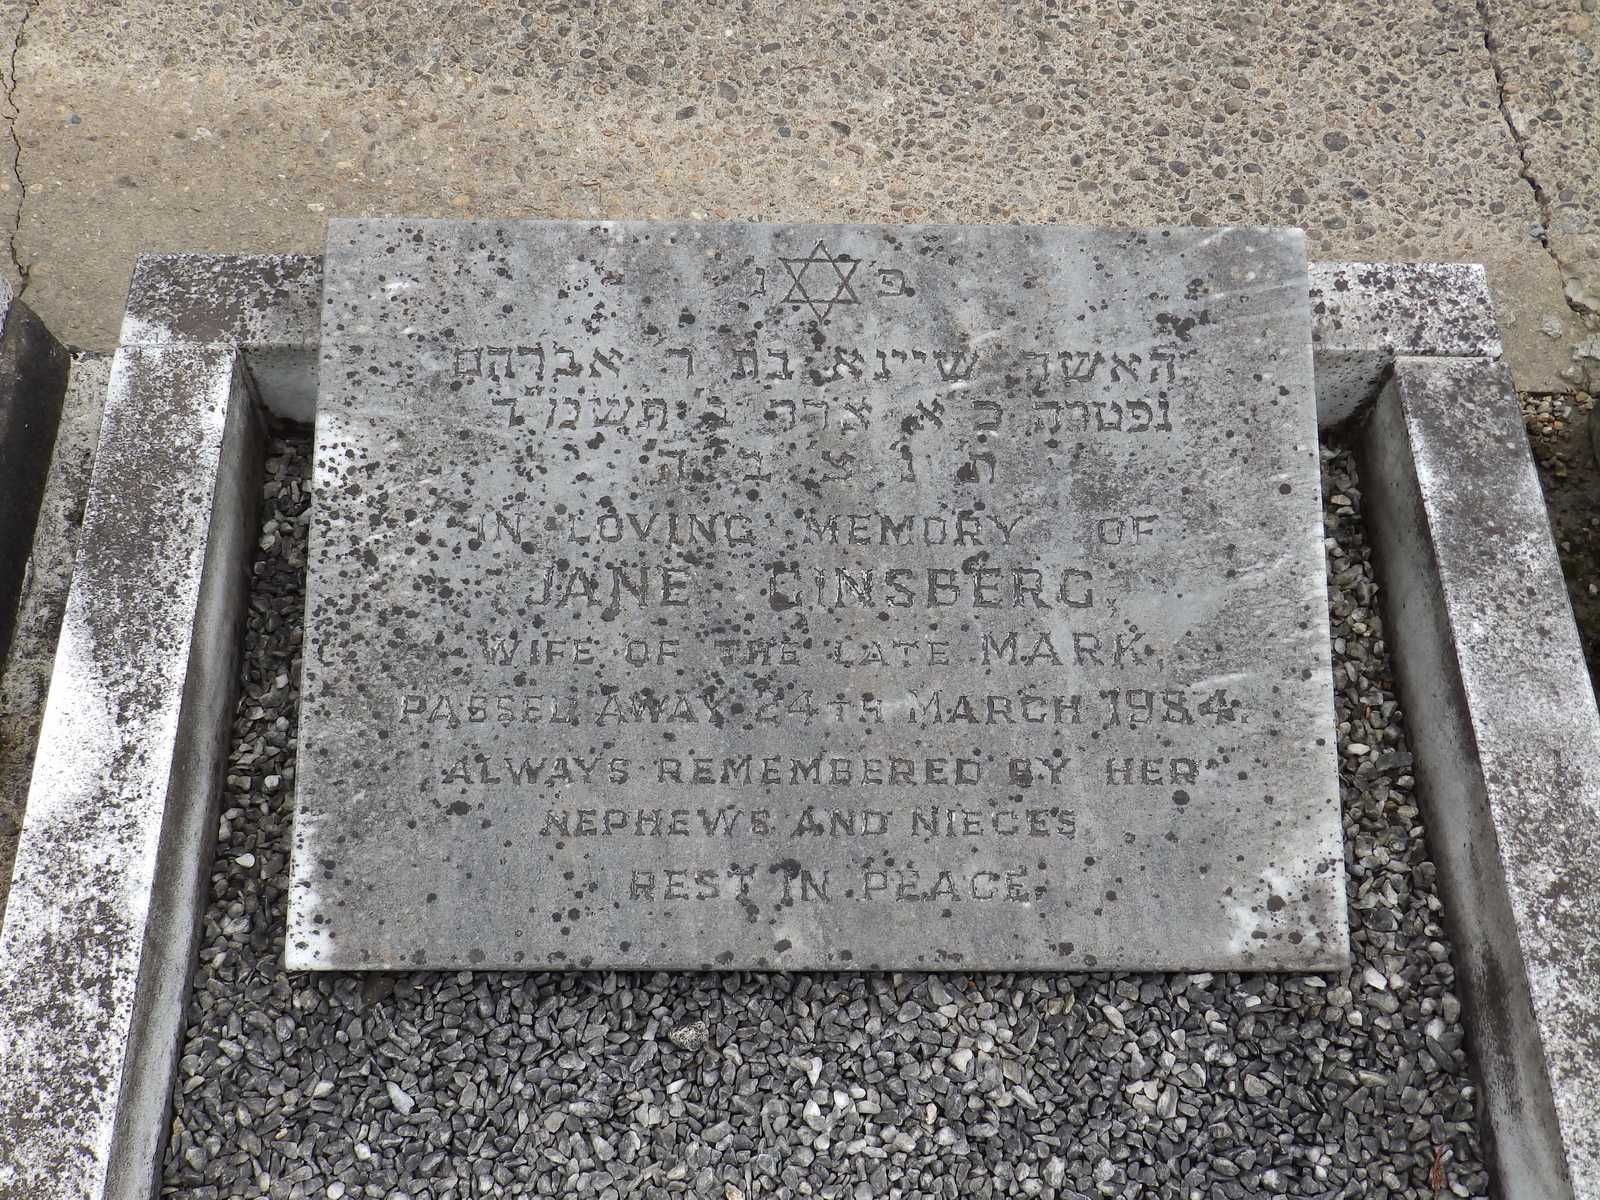 פ נ
האשה שיינא בת ר' אברהם
נפטרה כ"א אדר ב' תשמ"ד
ת נ צ ב ה
IN LOVING MEMORY OF
JANE GINSBERG,
WIFE OF THE LATE MARK,
PASSED AWAY 24TH MARCH 1984.
ALWAYS REMEMBERED BY HER
NEPHEWS AND NIECES
REST IN PEACE.